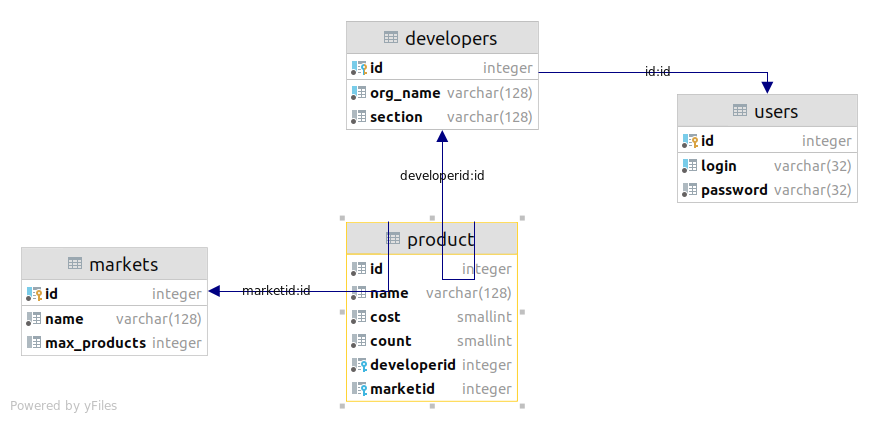 developers
id integer
org_name varchar(128)
section varchar(128)
id:id
users
id integer
login varchar(32)
password varchar(32)
developerid:id
product
id integer
name varchar(128)
cost smallint
count smallint
developerid integer
marketid integer
markets
id integer
name varchar(128)
max_products integer
marketid:id
Powered by yFiles